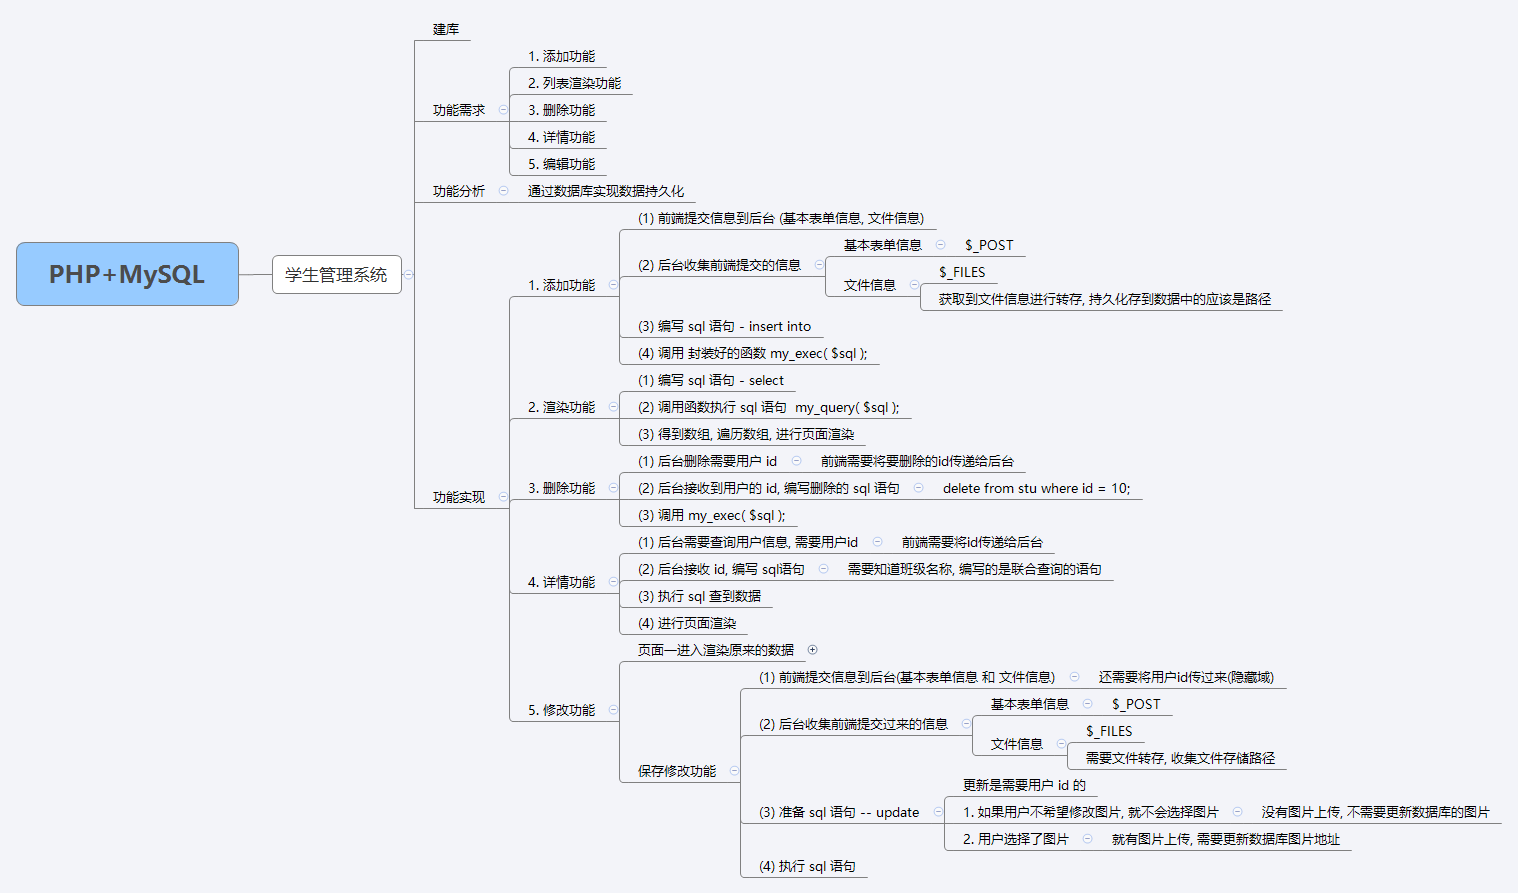 PHP+MySQL
学生管理系统
建库
功能需求
1. 添加功能
2. 列表渲染功能
3. 删除功能
4. 详情功能
5. 编辑功能
功能分析
通过数据库实现数据持久化
功能实现
1. 添加功能
(1) 前端提交信息到后台 (基本表单信息, 文件信息)
(2) 后台收集前端提交的信息
基本表单信息
$_POST
文件信息
$_FILES
获取到文件信息进行转存, 持久化存到数据中的应该是路径
(3) 编写 sql 语句 - insert into
(4) 调用 封装好的函数 my_exec( $sql );
2. 渲染功能
(1) 编写 sql 语句 - select
(2) 调用函数执行 sql 语句 my_query( $sql );
(3) 得到数组, 遍历数组, 进行页面渲染
3. 删除功能
(1) 后台删除需要用户 id
前端需要将要删除的id传递给后台
(2) 后台接收到用户的 id, 编写删除的 sql 语句
delete from stu where id = 10;
(3) 调用 my_exec( $sql );
4. 详情功能
(1) 后台需要查询用户信息, 需要用户id
前端需要将id传递给后台
(2) 后台接收 id, 编写 sql语句
需要知道班级名称, 编写的是联合查询的语句
(3) 执行 sql 查到数据
(4) 进行页面渲染
5. 修改功能
页面一进入渲染原来的数据
保存修改功能
(1) 前端提交信息到后台(基本表单信息 和 文件信息)
还需要将用户id传过来(隐藏域)
(2) 后台收集前端提交过来的信息
基本表单信息
$_POST
文件信息
$_FILES
需要文件转存, 收集文件存储路径
(3) 准备 sql 语句 -- update
更新是需要用户 id 的
1. 如果用户不希望修改图片, 就不会选择图片
没有图片上传, 不需要更新数据库的图片
2. 用户选择了图片
就有图片上传, 需要更新数据库图片地址
(4) 执行 sql 语句